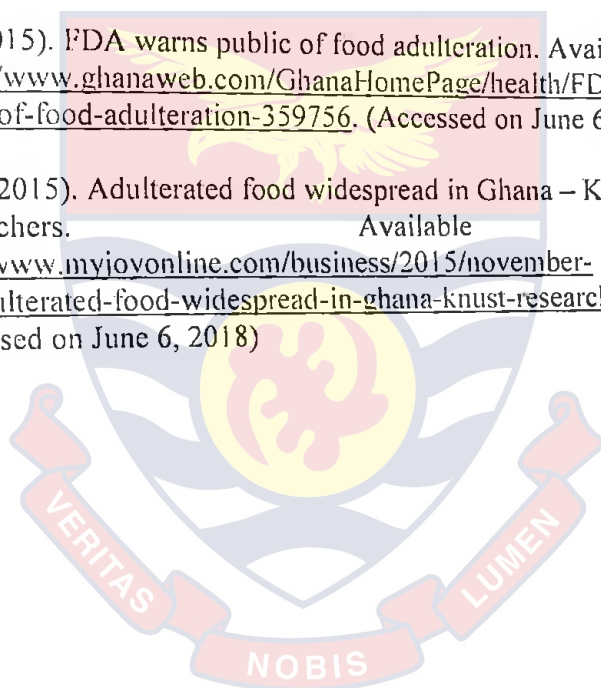 015). FDA warns public of food adulteration. Avai
/www.ghanaweb.com/GhanaHomePage/health/FD
of-food-adulteration-359756. (Accessed on June 6
2015). Adulterated food widespread in Ghana – K
chers. Available
www.myjoyonline.com/business/2015/november-
ulterated-food-widespread-in-ghana-knust-research
sed on June 6, 2018)
VERITAS
NOBIS
LUMEN